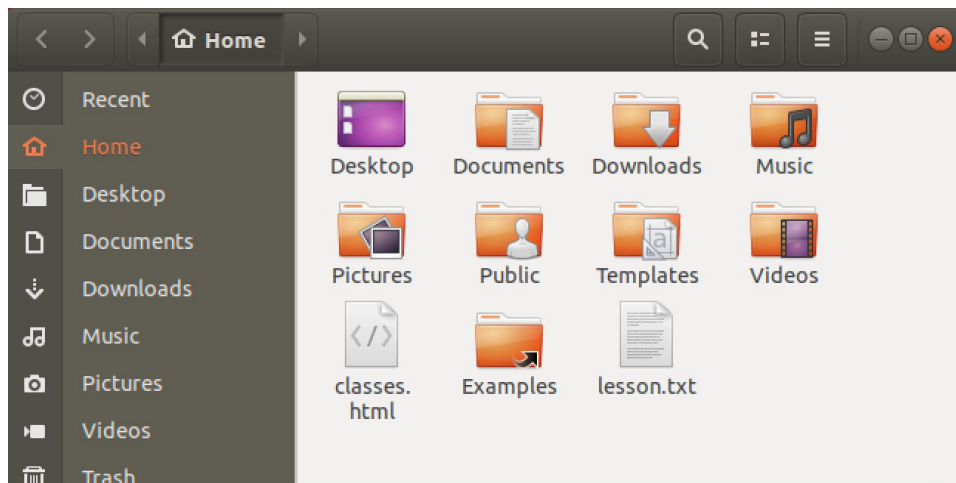 Home
Recent
Home
Desktop
Documents
Downloads
Music
Pictures
Videos
Trash
Desktop Documents Downloads Music
Pictures Public Templates Videos
classes. Examples lesson.txt
html